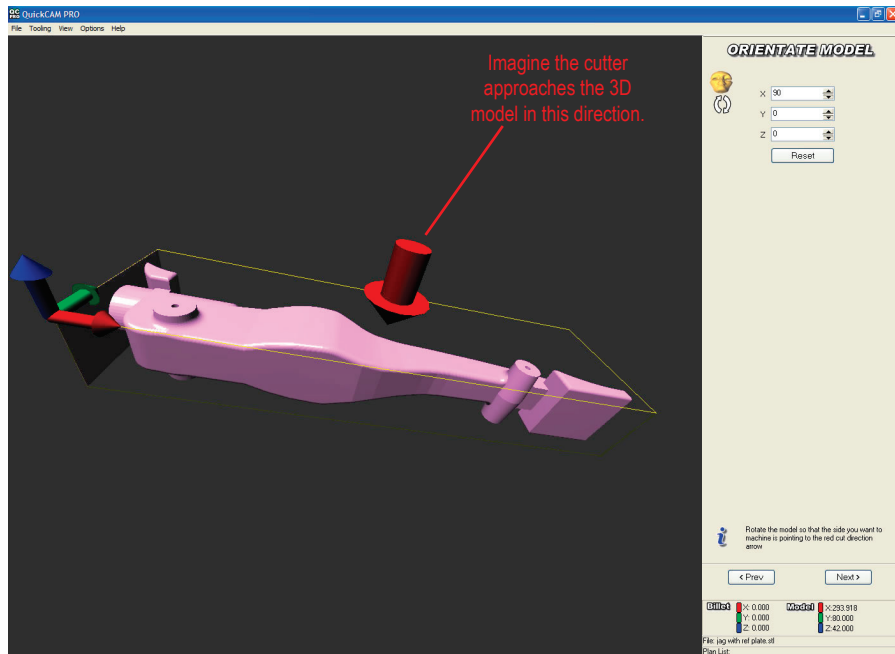 QC PRO QuickCAM PRO
File Tooling View Options Help
Imagine the cutter
approaches the 3D
model in this direction.
ORIENTATE MODEL
X 90
Y 0
Z 0
Reset
Rotate the model so that the side you want to
machine is pointing to the red cut direction
arrow
< Prev Next >
Billet X: 0.000 Model X:293.918
Y: 0.000 Y:80.000
Z: 0.000 Z:42.000
File: jag with ref plate.stl
Plan List: